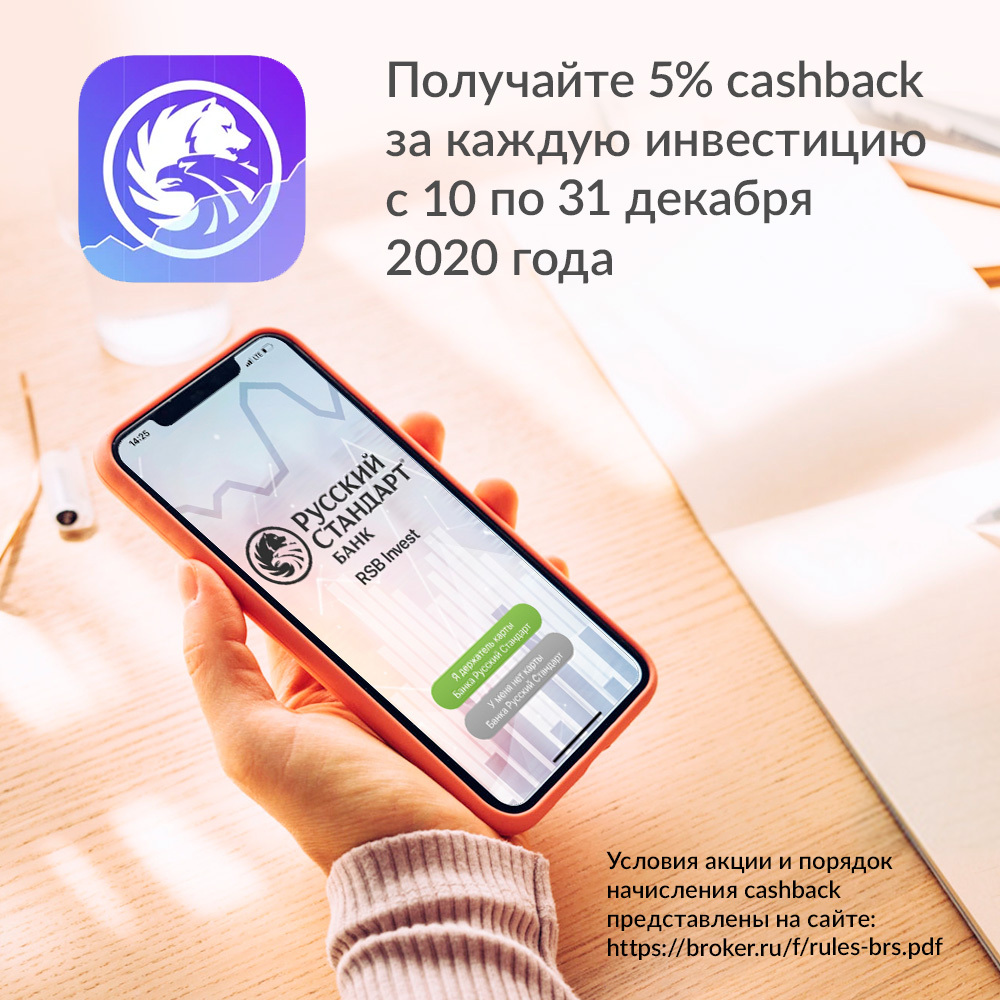 Получайте 5% cashback
за каждую инвестицию
с 10 по 31 декабря
2020 года
14:25
LTE
РУССКИЙ
СТАНДАРТ
БАНК
RSB Invest
Я держатель карты
Банка Русский Стандарт
У меня нет карты
Банка Русский Стандарт
Условия акции и порядок
начисления cashback
представлены на сайте:
https://broker.ru/f/rules-brs.pdf